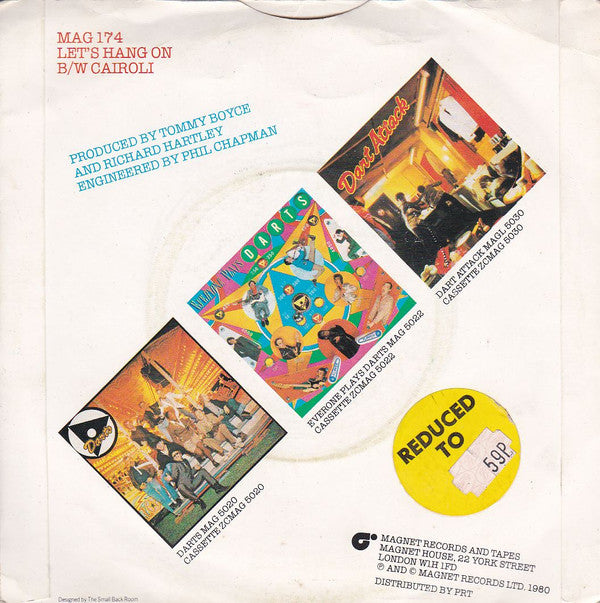 MAG 174
LET'S HANG ON
B/W CAIROLI
PRODUCED BY TOMMY BOYCE
AND RICHARD HARTLEY
ENGINEERED BY PHIL CHAPMAN
Dart Attack
DART ATTACK MAGL 5030
CASSETTE ZCMAG 5030
DARTS
EVERONE PLAYS DARTS MAG 5022
CASSETTE ZCMAG 5022
Darts
DARTS MAG 5020
CASSETTE ZCMAG 5020
REDUCED
TO
59P
MAGNET RECORDS AND TAPES
MAGNET HOUSE, 22 YORK STREET
LONDON W1H 1FD
℗ AND © MAGNET RECORDS LTD. 1980
DISTRIBUTED BY PRT
Designed by The Small Back Room